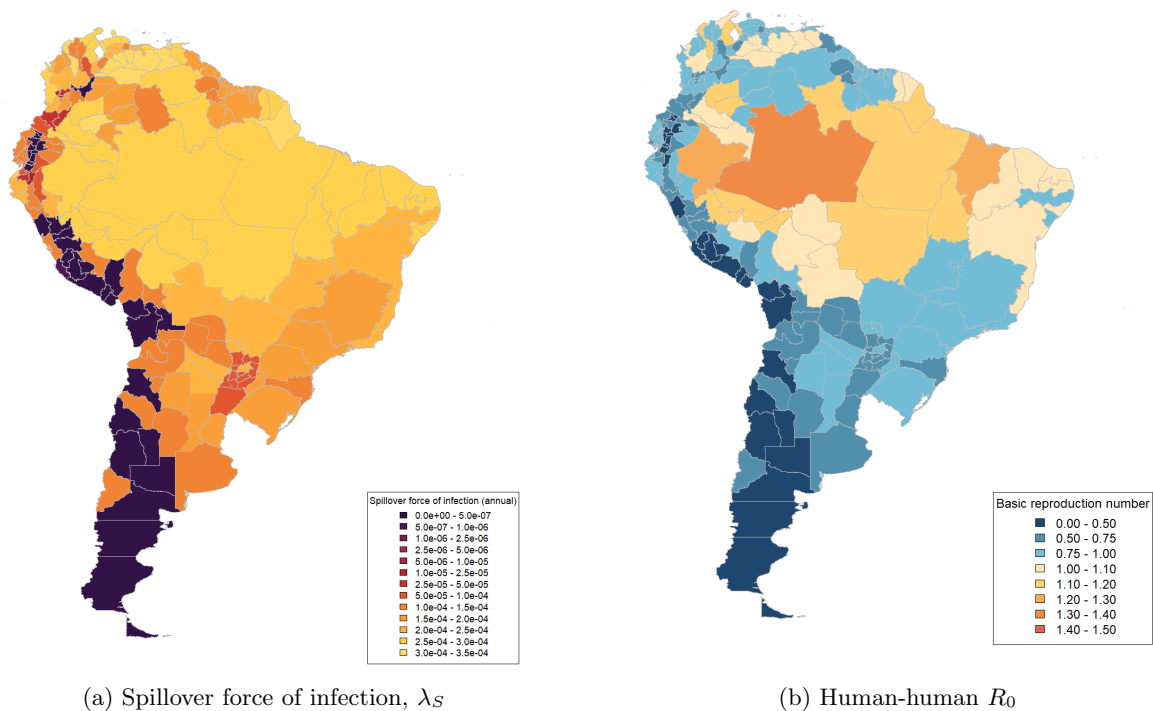 Spillover force of infection (annual)
0.0e+00 - 5.0e-07
5.0e-07 - 1.0e-06
1.0e-06 - 2.5e-06
2.5e-06 - 5.0e-06
5.0e-06 - 1.0e-05
1.0e-05 - 2.5e-05
2.5e-05 - 5.0e-05
5.0e-05 - 1.0e-04
1.0e-04 - 1.5e-04
1.5e-04 - 2.0e-04
2.0e-04 - 2.5e-04
2.5e-04 - 3.0e-04
3.0e-04 - 3.5e-04
(a) Spillover force of infection, λ_S
Basic reproduction number
0.00 - 0.50
0.50 - 0.75
0.75 - 1.00
1.00 - 1.10
1.10 - 1.20
1.20 - 1.30
1.30 - 1.40
1.40 - 1.50
(b) Human-human R_0